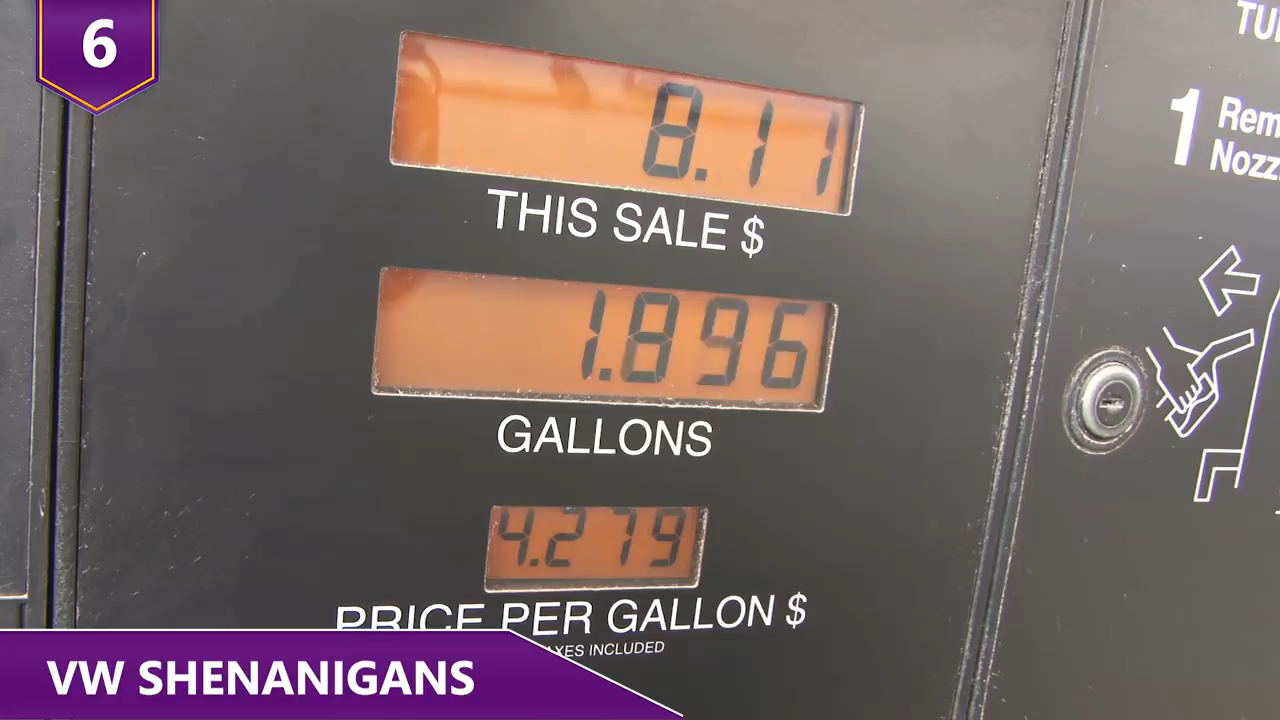 6
8.11
THIS SALE $
1.896
GALLONS
4.279
PRICE PER GALLON $
AXES INCLUDED
1
Rem
Nozz
VW SHENANIGANS